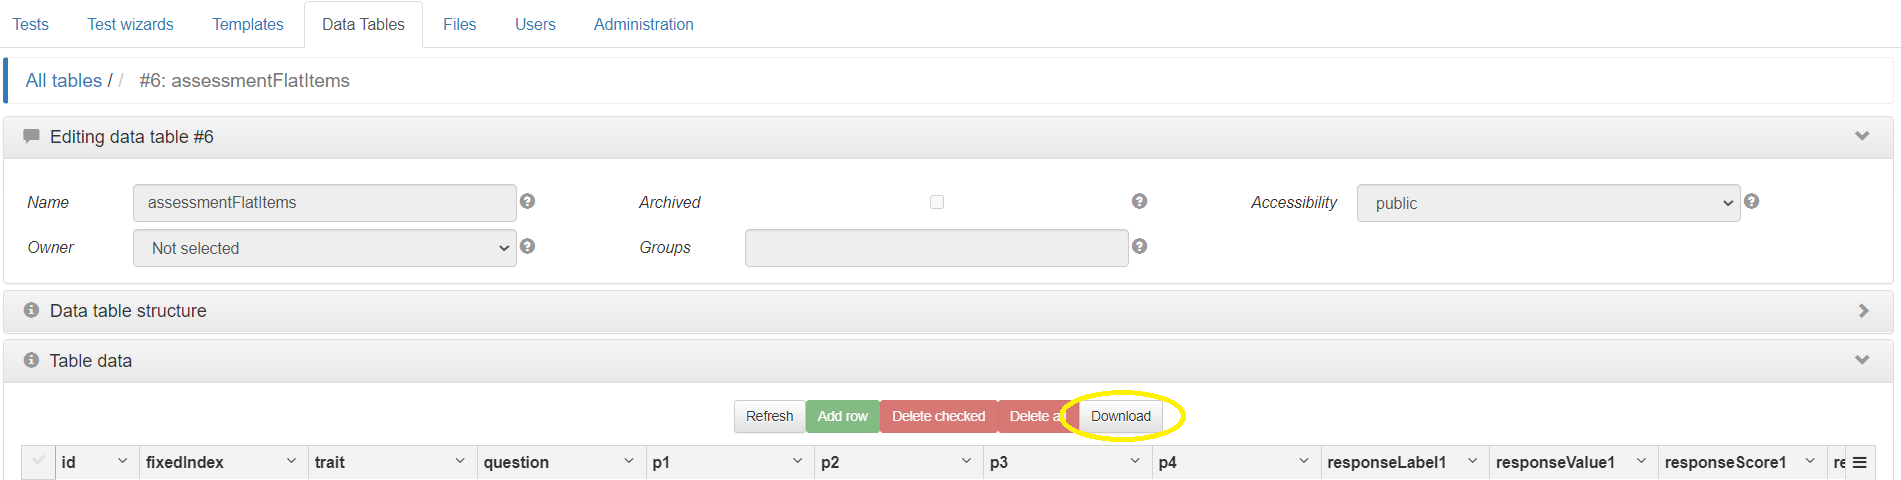 Tests Test wizards Templates Data Tables Files Users Administration
All tables // #6: assessmentFlatItems
Editing data table #6
Name assessmentFlatItems Archived Accessibility public
Owner Not selected Groups
Data table structure
Table data
Refresh Add row Delete checked Delete a Download
id fixedIndex trait question p1 p2 p3 p4 responseLabel1 responseValue1 responseScore1 re